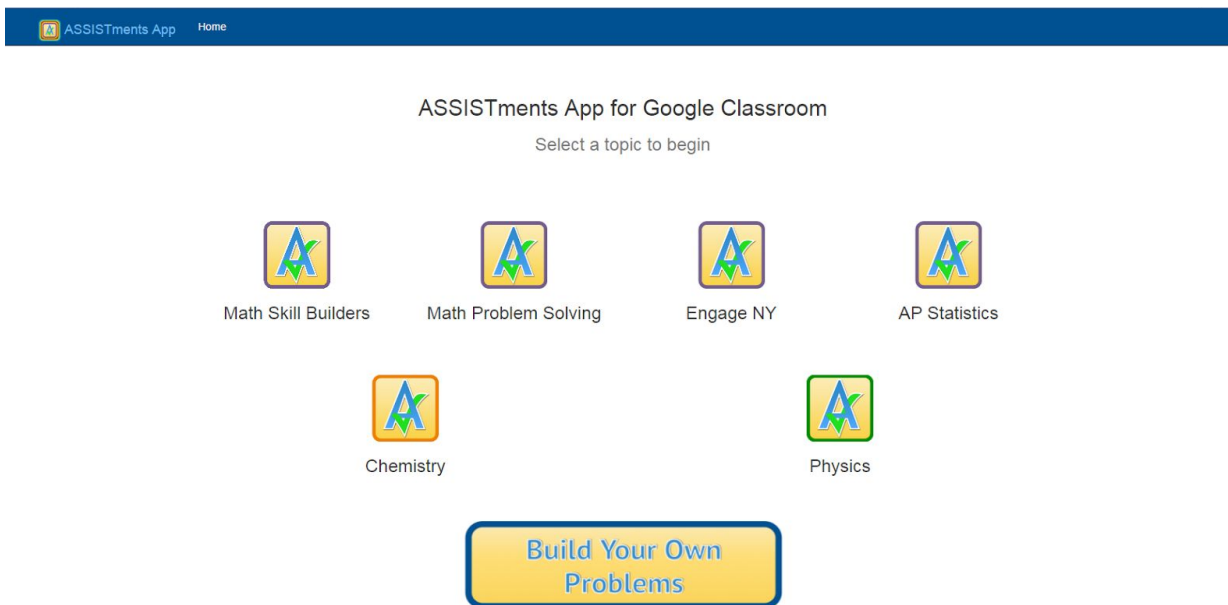 ASSISTments App Home
ASSISTments App for Google Classroom
Select a topic to begin
Math Skill Builders Math Problem Solving Engage NY AP Statistics
Chemistry Physics
Build Your Own
Problems